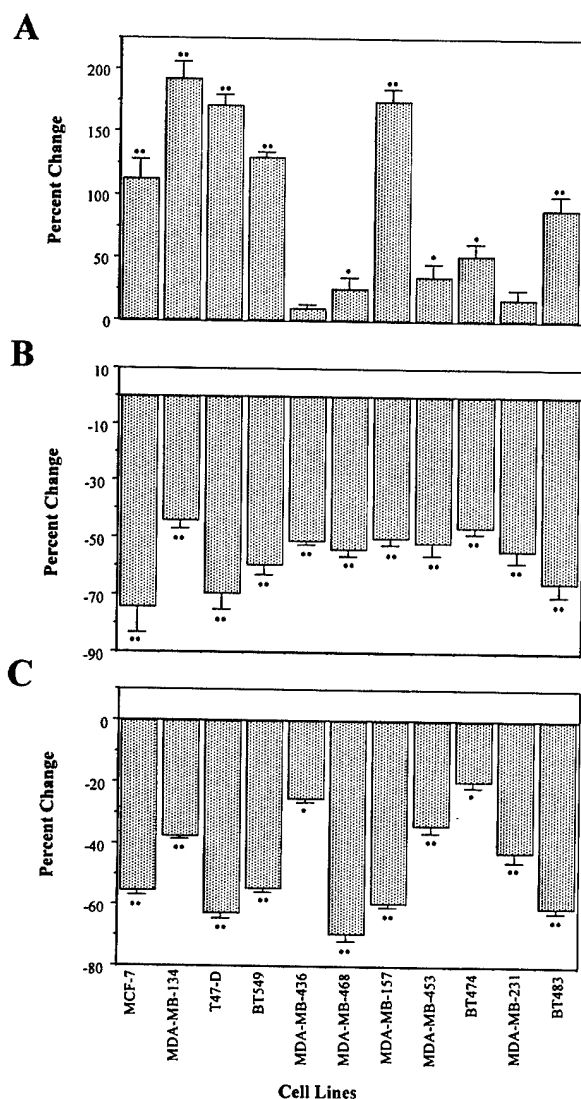 A
Percent Change
200
150
100
50
0
B
Percent Change
10
-10
-30
-50
-70
-90
C
Percent Change
0
-20
-40
-60
-80
MCF-7
MDA-MB-134
T47-D
BT549
MDA-MB-436
MDA-MB-468
MDA-MB-157
MDA-MB-453
BT474
MDA-MB-231
BT483
Cell Lines